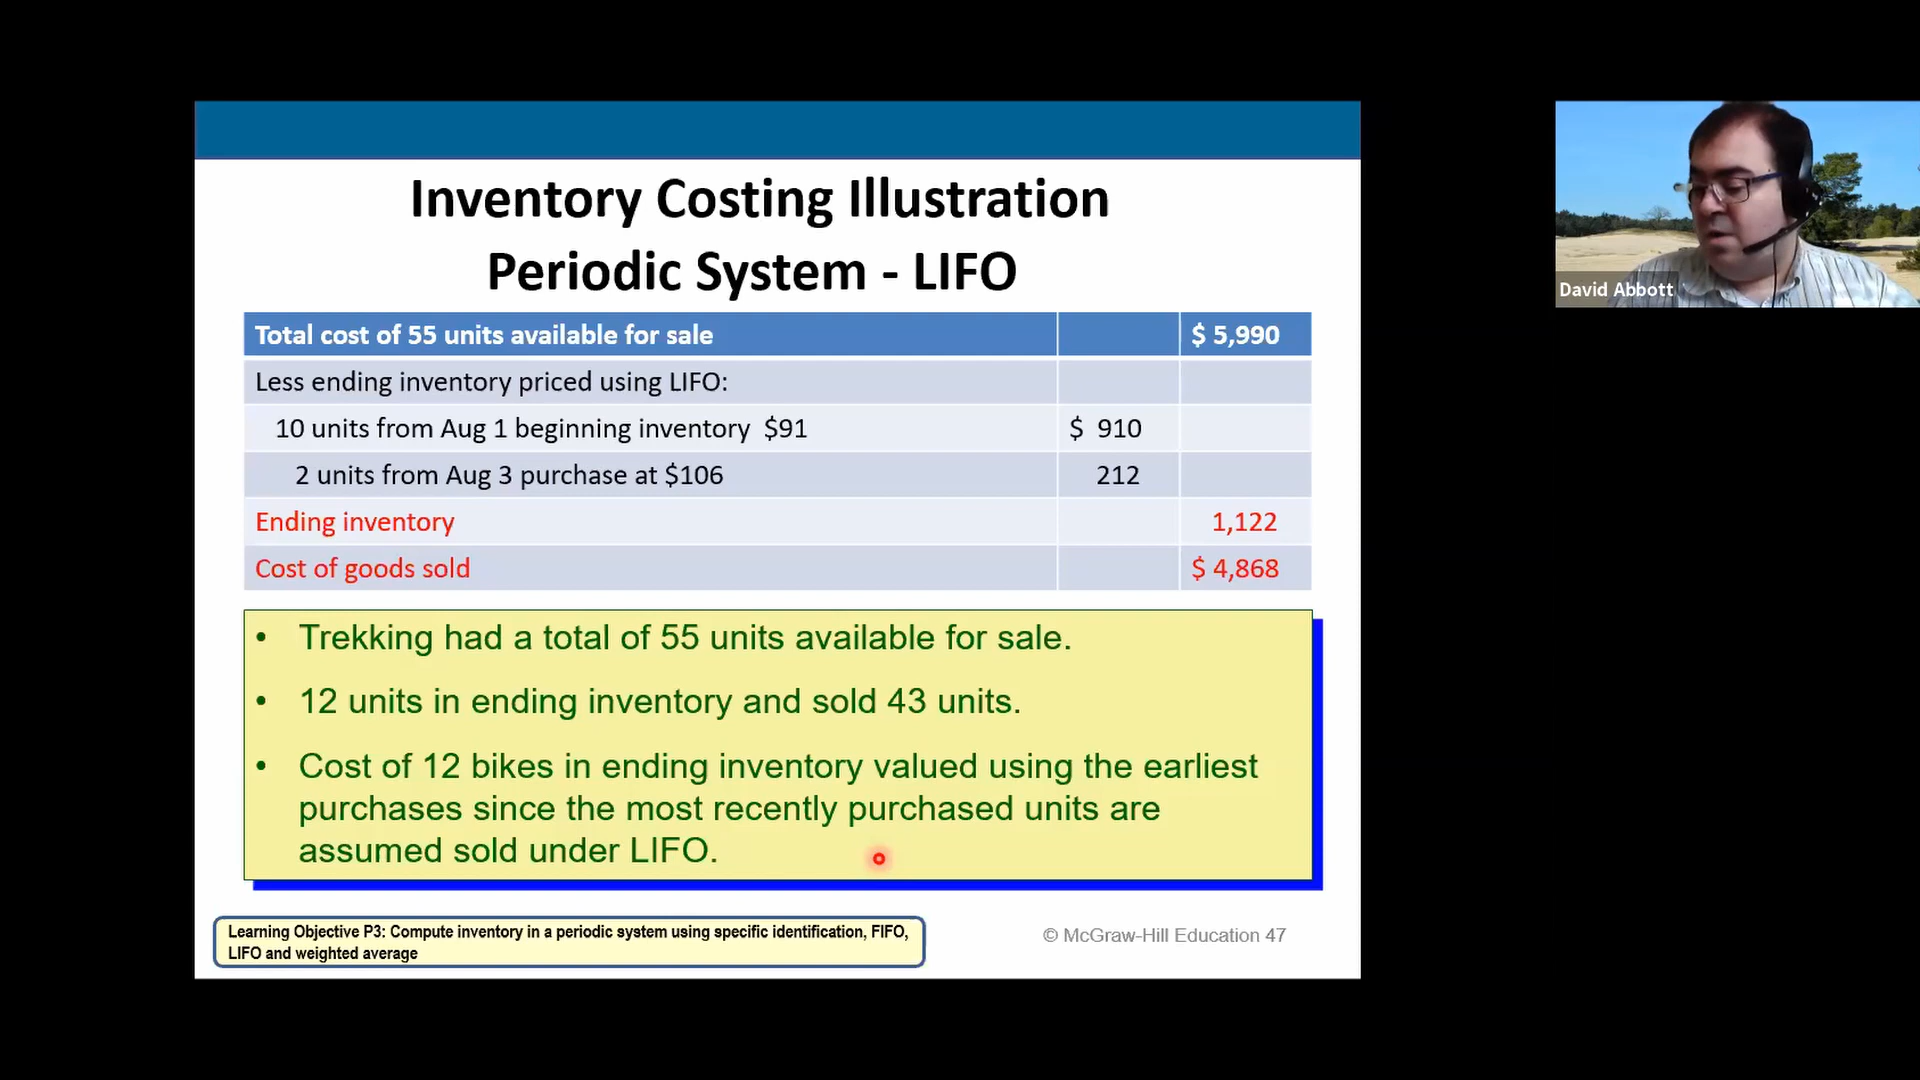 Inventory Costing Illustration
Periodic System - LIFO
Total cost of 55 units available for sale $ 5,990
Less ending inventory priced using LIFO:
10 units from Aug 1 beginning inventory $91 $ 910
2 units from Aug 3 purchase at $106 212
Ending inventory 1,122
Cost of goods sold $ 4,868
• Trekking had a total of 55 units available for sale.
• 12 units in ending inventory and sold 43 units.
• Cost of 12 bikes in ending inventory valued using the earliest
purchases since the most recently purchased units are
assumed sold under LIFO.
Learning Objective P3: Compute inventory in a periodic system using specific identification, FIFO,
LIFO and weighted average
© McGraw-Hill Education 47
David Abbott